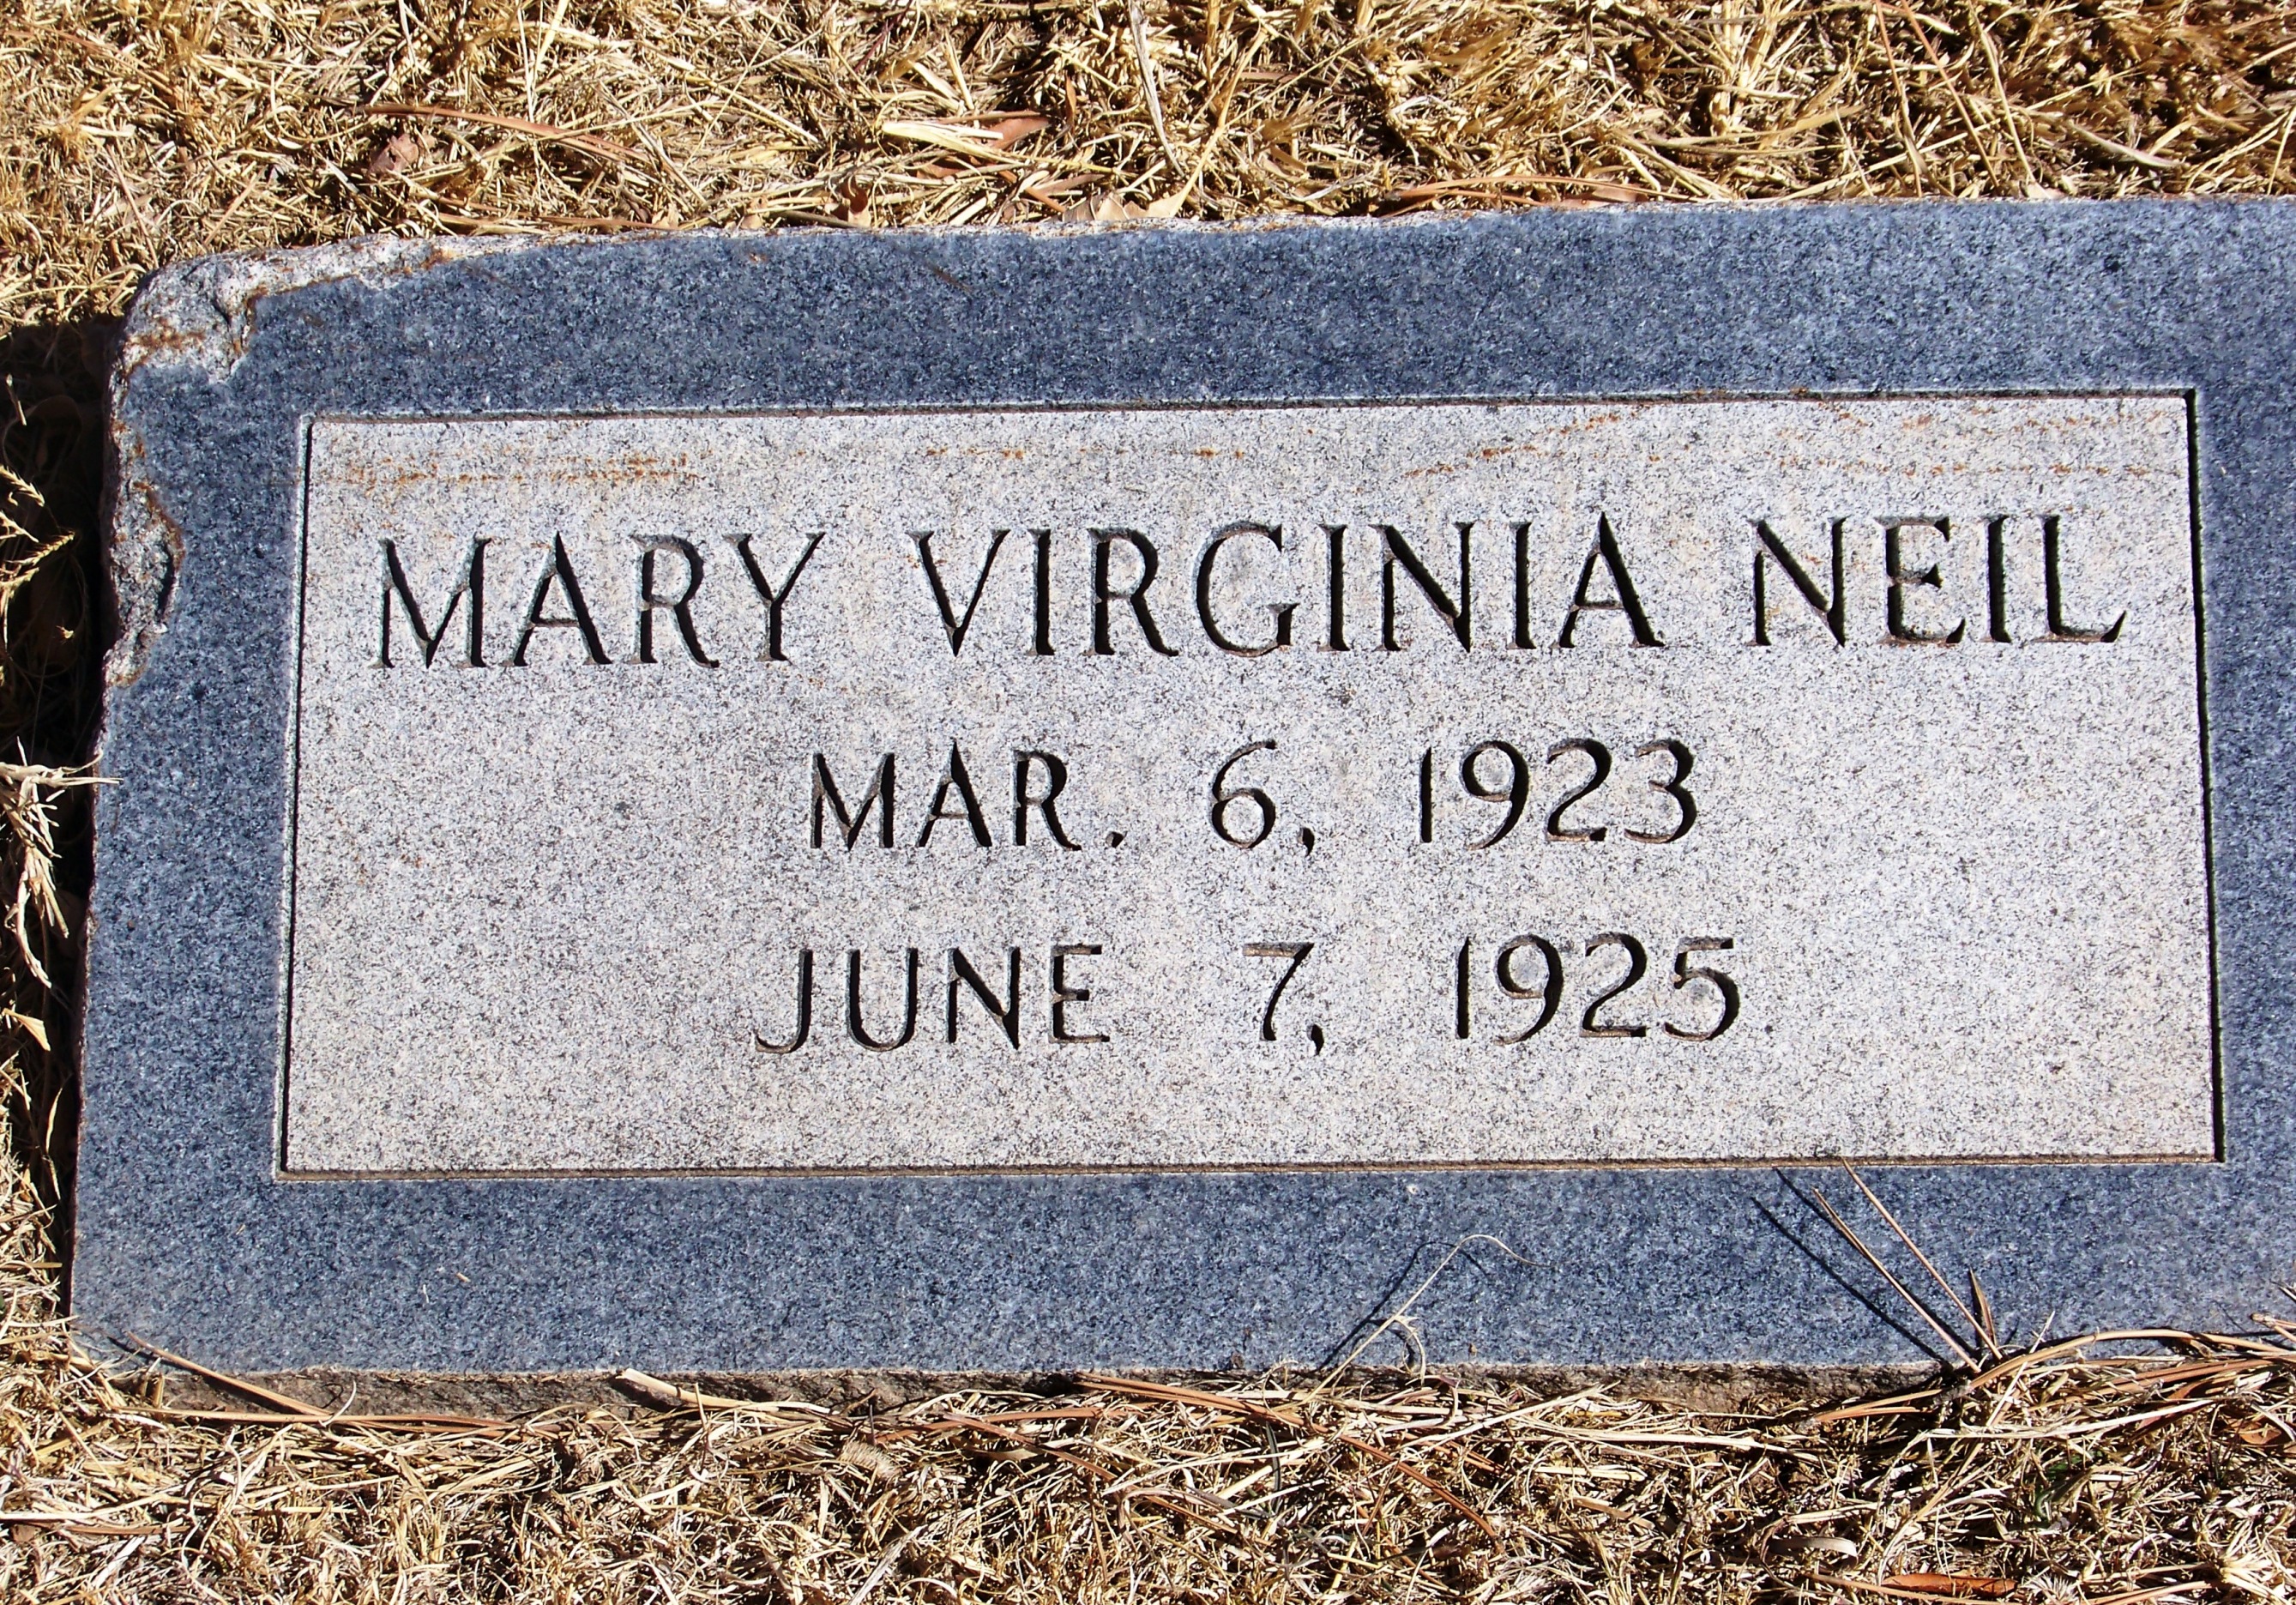 MARY VIRGINIA NEIL
MAR. 6, 1923
JUNE 7, 1925